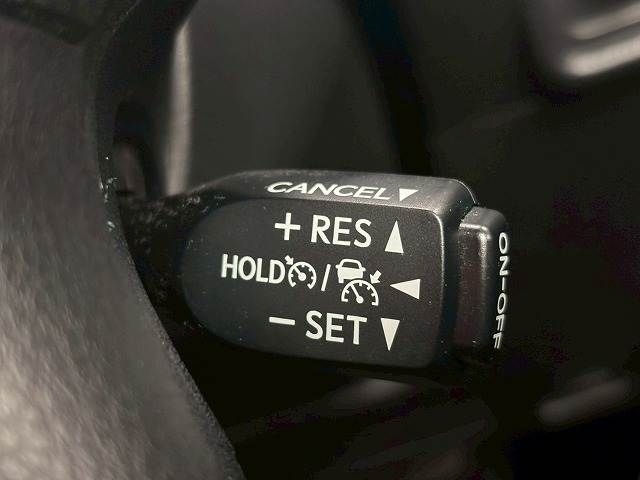 CANCEL▼
+ RES ▲
HOLD / ◀
− SET ▼
ON-OFF